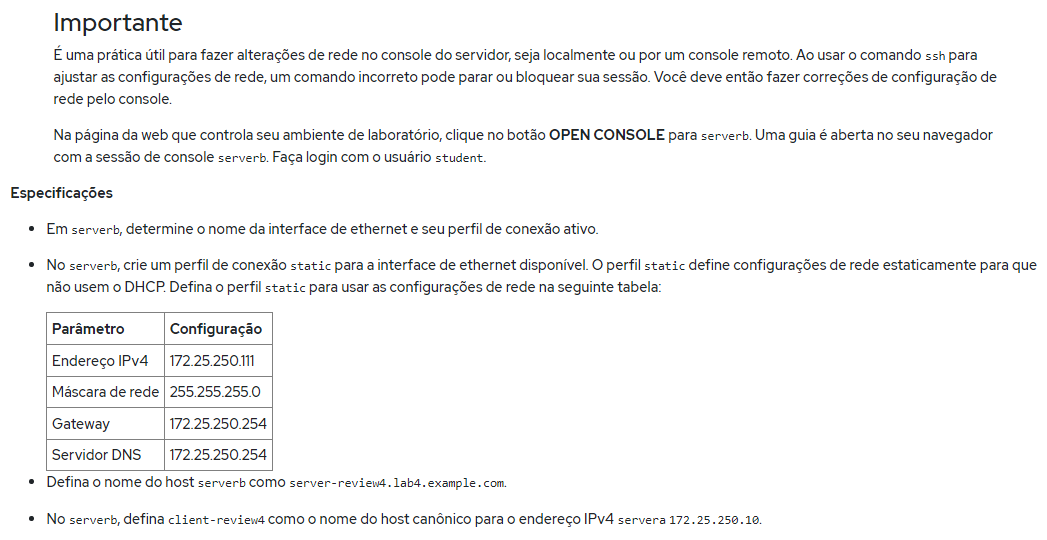 Importante
É uma prática útil para fazer alterações de rede no console do servidor, seja localmente ou por um console remoto. Ao usar o comando ssh para
ajustar as configurações de rede, um comando incorreto pode parar ou bloquear sua sessão. Você deve então fazer correções de configuração de
rede pelo console.
Na página da web que controla seu ambiente de laboratório, clique no botão OPEN CONSOLE para serverb. Uma guia é aberta no seu navegador
com a sessão de console serverb. Faça login com o usuário student.
Especificações
• Em serverb, determine o nome da interface de ethernet e seu perfil de conexão ativo.
• No serverb, crie um perfil de conexão static para a interface de ethernet disponível. O perfil static define configurações de rede estaticamente para que
não usem o DHCP. Defina o perfil static para usar as configurações de rede na seguinte tabela:
Parâmetro Configuração
Endereço IPv4 172.25.250.111
Máscara de rede 255.255.255.0
Gateway 172.25.250.254
Servidor DNS 172.25.250.254
• Defina o nome do host serverb como server-review4.lab4.example.com.
• No serverb, defina client-review4 como o nome do host canônico para o endereço IPv4 servera 172.25.250.10.